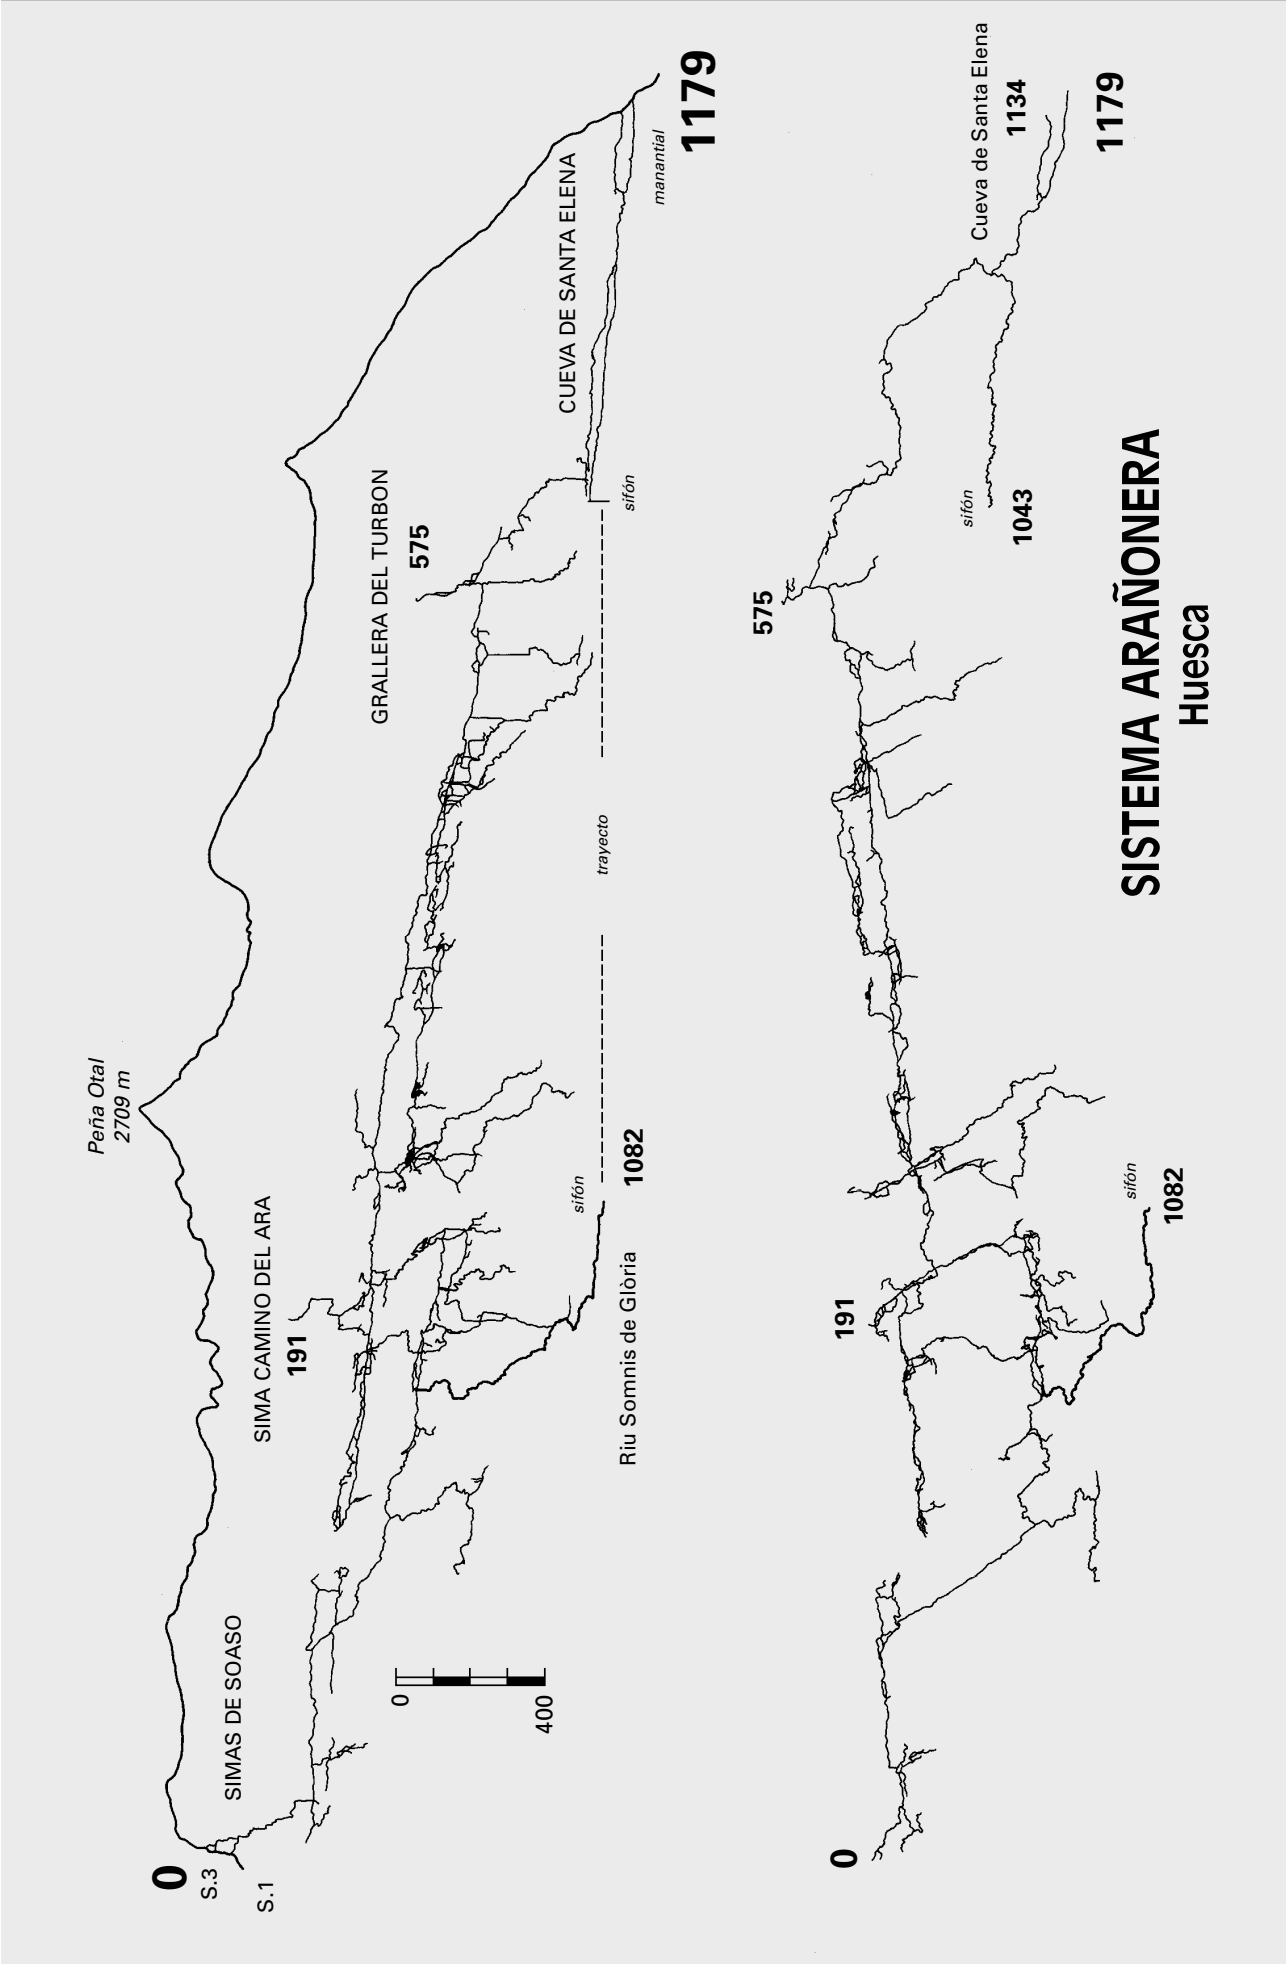 Peña Otal
2709 m
0
S.3
S.1
SIMAS DE SOASO
SIMA CAMINO DEL ARA
191
GRALLERA DEL TURBON
575
CUEVA DE SANTA ELENA
manantial
1179
sifón
trayecto
sifón
1082
Riu Somnis de Glòria
0
400
0
191
575
Cueva de Santa Elena
1134
1179
sifón
1043
sifón
1082
SISTEMA ARAÑONERA
Huesca